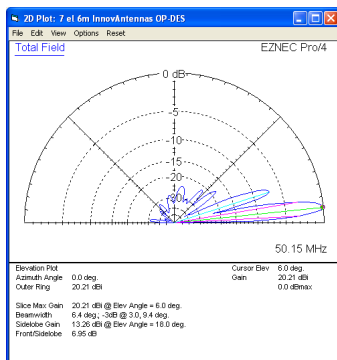 2D Plot: 7 el 6m InnovAntennas OP-DES
File Edit View Options Reset
Total Field EZNEC Pro/4
0 dB
-5
-10
-15
-20
-30
50.15 MHz
Elevation Plot Cursor Elev 6.0 deg.
Azimuth Angle 0.0 deg. Gain 20.21 dBi
Outer Ring 20.21 dBi 0.0 dBmax
Slice Max Gain 20.21 dBi @ Elev Angle = 6.0 deg.
Beamwidth 6.4 deg.; -3dB @ 3.0, 9.4 deg.
Sidelobe Gain 13.26 dBi @ Elev Angle = 18.0 deg.
Front/Sidelobe 6.95 dB